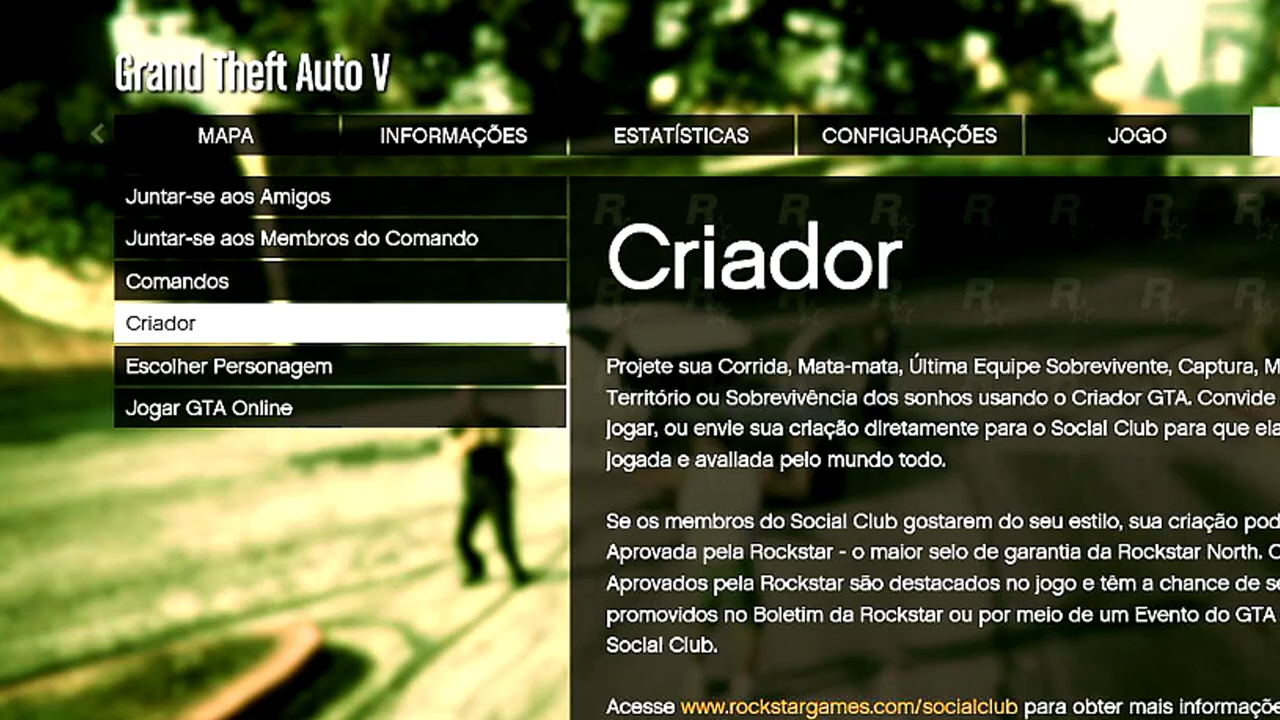 Grand Theft Auto V
MAPA INFORMAÇÕES ESTATÍSTICAS CONFIGURAÇÕES JOGO
Juntar-se aos Amigos
Juntar-se aos Membros do Comando
Comandos
Criador
Escolher Personagem
Jogar GTA Online
Criador
Projete sua Corrida, Mata-mata, Última Equipe Sobrevivente, Captura, M
Território ou Sobrevivência dos sonhos usando o Criador GTA. Convide
jogar, ou envie sua criação diretamente para o Social Club para que ela
jogada e avaliada pelo mundo todo.
Se os membros do Social Club gostarem do seu estilo, sua criação pod
Aprovada pela Rockstar - o maior selo de garantia da Rockstar North. C
Aprovados pela Rockstar são destacados no jogo e têm a chance de se
promovidos no Boletim da Rockstar ou por meio de um Evento do GTA
Social Club.
Acesse www.rockstargames.com/socialclub para obter mais informaçõe